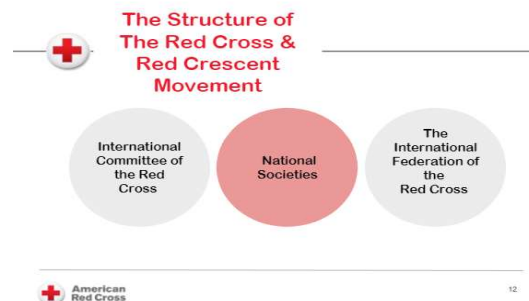 The Structure of
The Red Cross &
Red Crescent
Movement
International
Committee of
the Red
Cross
National
Societies
The
International
Federation of
the
Red Cross
American
Red Cross
12